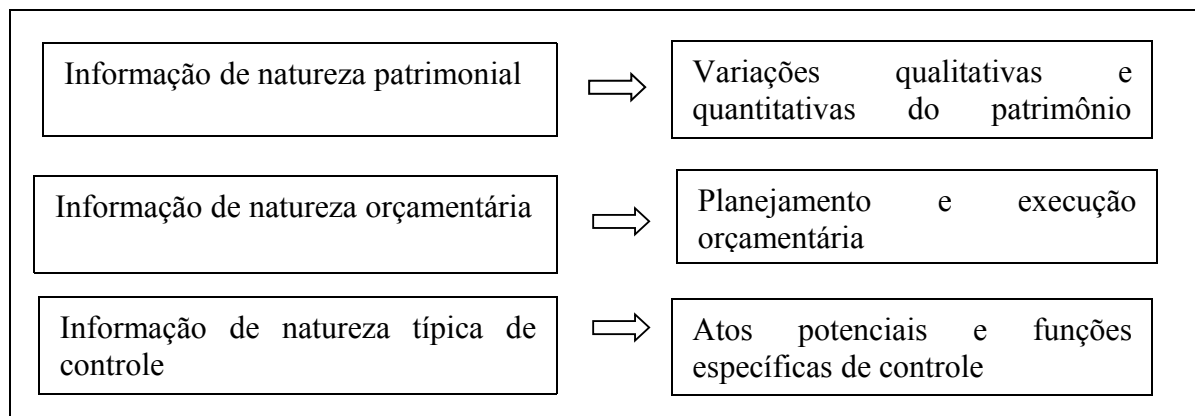 Informação de natureza patrimonial
Variações qualitativas e
quantitativas do patrimônio
Informação de natureza orçamentária
Planejamento e execução
orçamentária
Informação de natureza típica de
controle
Atos potenciais e funções
específicas de controle